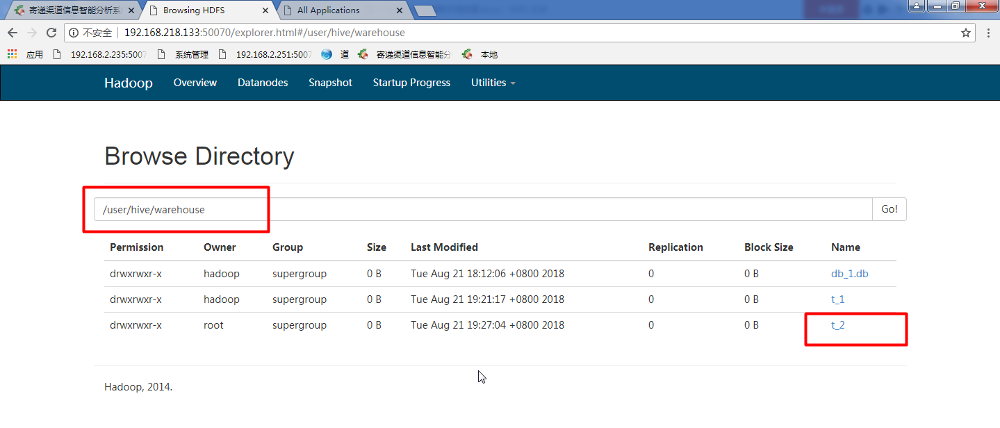 寄递渠道信息智能分析系
Browsing HDFS
All Applications
不安全 192.168.218.133:50070/explorer.html#/user/hive/warehouse
应用 192.168.2.235:5007 系统管理 192.168.2.251:5007 道 寄递渠道信息智能分 本地
Hadoop Overview Datanodes Snapshot Startup Progress Utilities
Browse Directory
/user/hive/warehouse Go!
Permission Owner Group Size Last Modified Replication Block Size Name
drwxrwxr-x hadoop supergroup 0 B Tue Aug 21 18:12:06 +0800 2018 0 0 B db_1.db
drwxrwxr-x hadoop supergroup 0 B Tue Aug 21 19:21:17 +0800 2018 0 0 B t_1
drwxrwxr-x root supergroup 0 B Tue Aug 21 19:27:04 +0800 2018 0 0 B t_2
Hadoop, 2014.